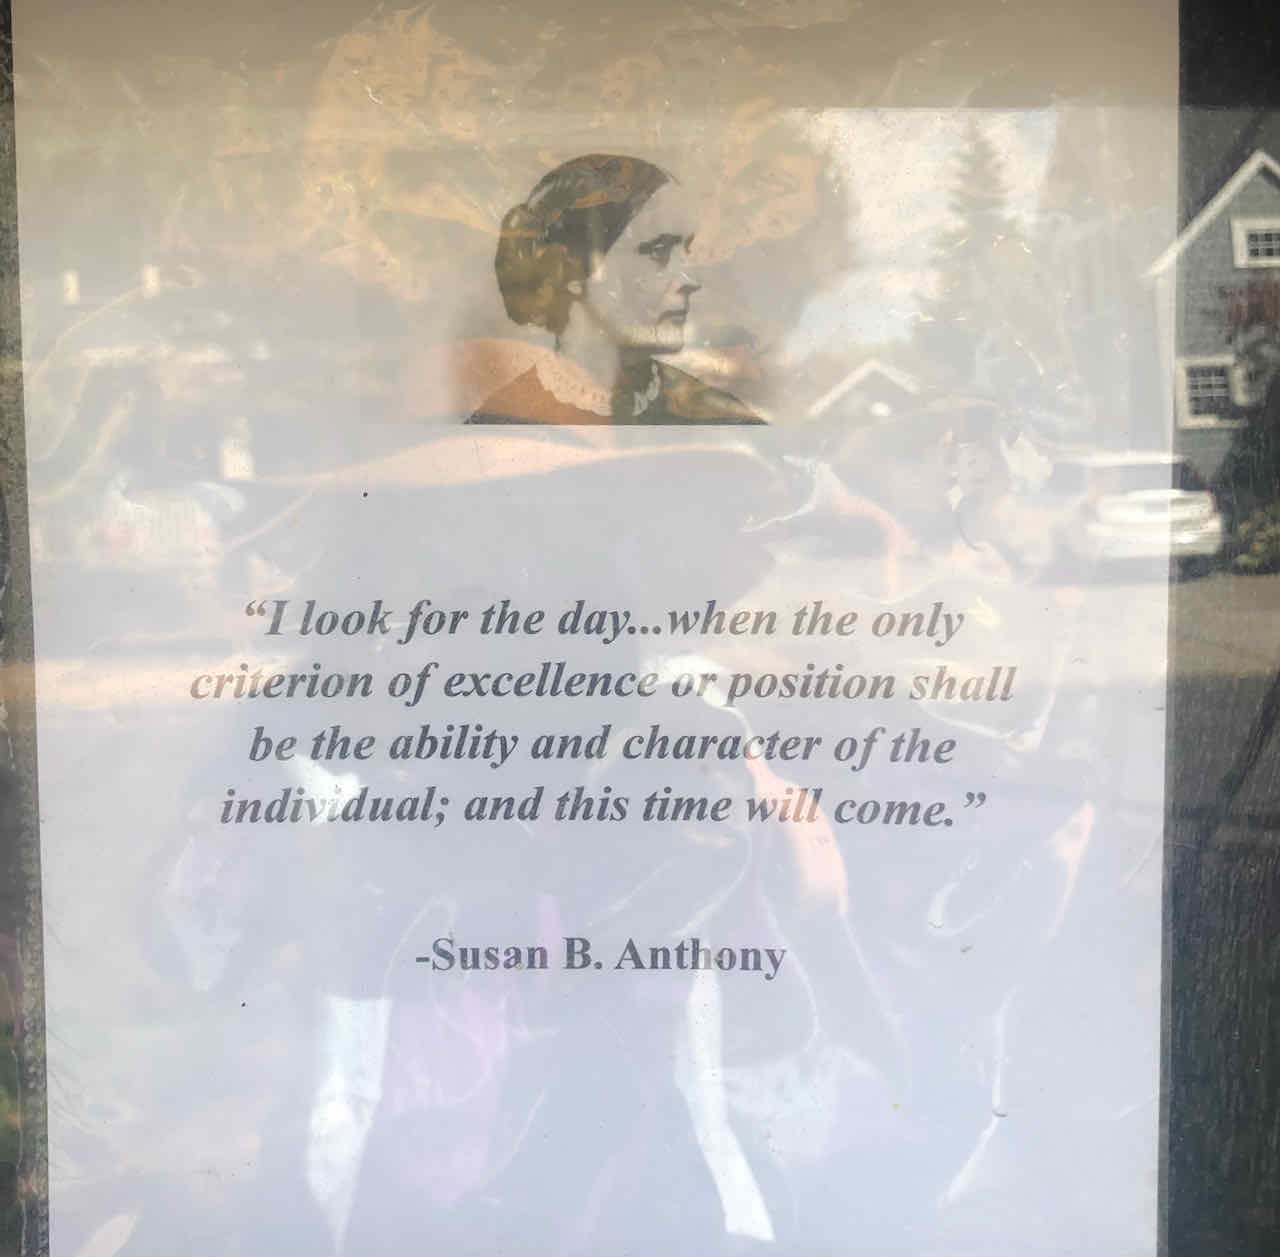 “I look for the day...when the only
criterion of excellence or position shall
be the ability and character of the
individual; and this time will come.”
-Susan B. Anthony